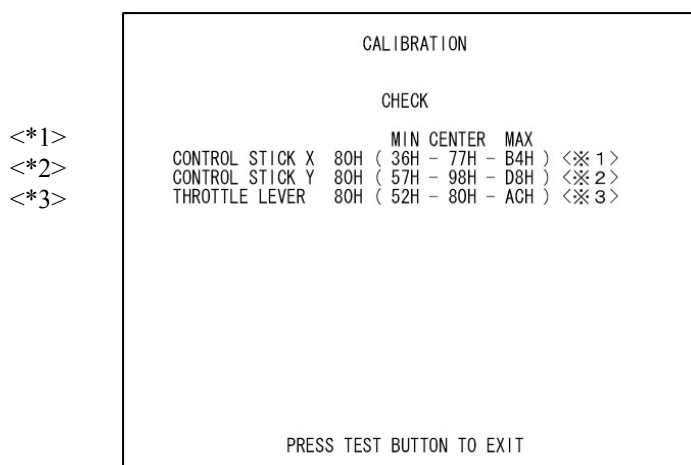 CALIBRATION
CHECK
MIN CENTER MAX
<*1>
CONTROL STICK X 80H ( 36H - 77H - B4H ) <※1>
<*2>
CONTROL STICK Y 80H ( 57H - 98H - D8H ) <※2>
<*3>
THROTTLE LEVER 80H ( 52H - 80H - ACH ) <※3>
PRESS TEST BUTTON TO EXIT